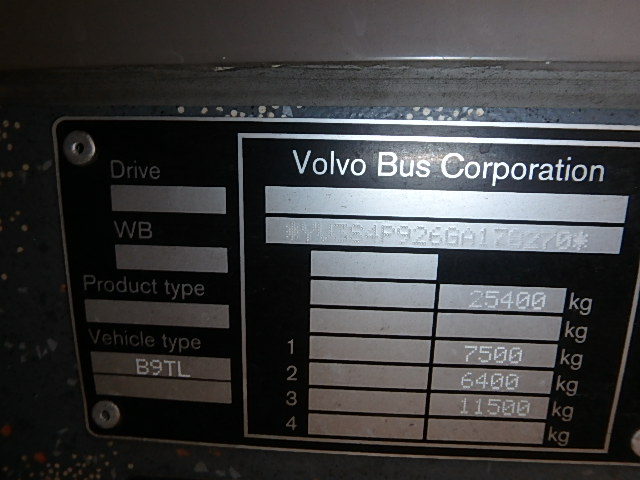 Volvo Bus Corporation
Drive
WB
Product type
Vehicle type
B9TL
25400 kg
kg
1 7500 kg
2 6400 kg
3 11500 kg
4 kg